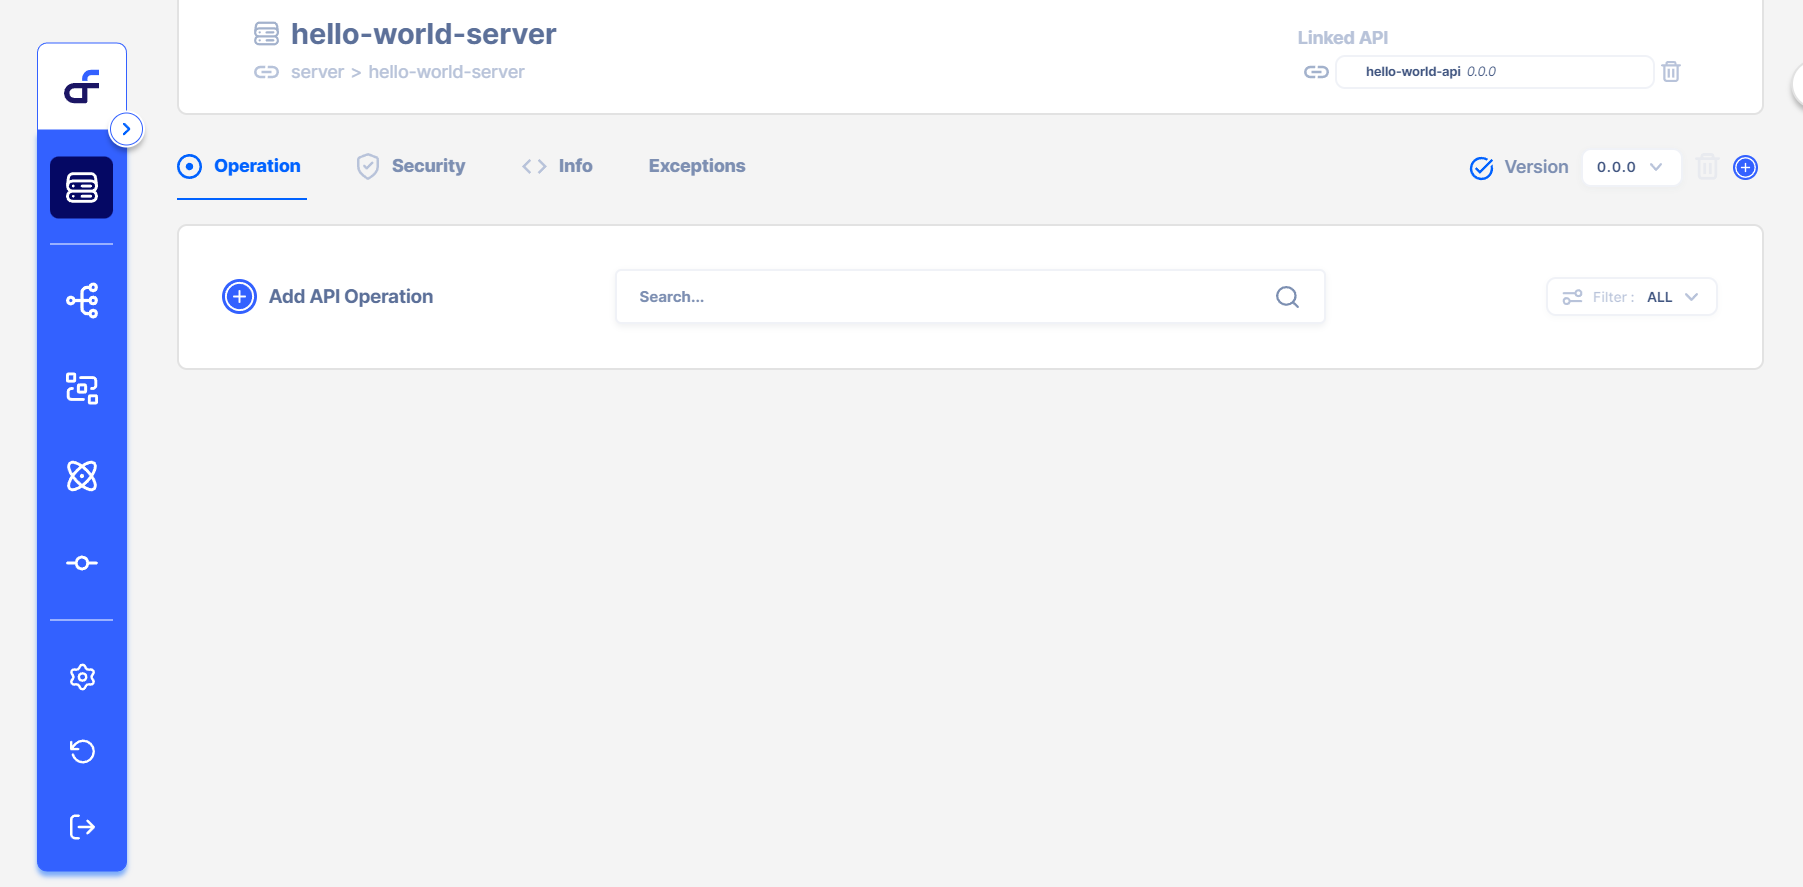 hello-world-server
server > hello-world-server
Linked API
hello-world-api 0.0.0
Operation
Security
Info
Exceptions
Version
0.0.0
Add API Operation
Search...
Filter : ALL